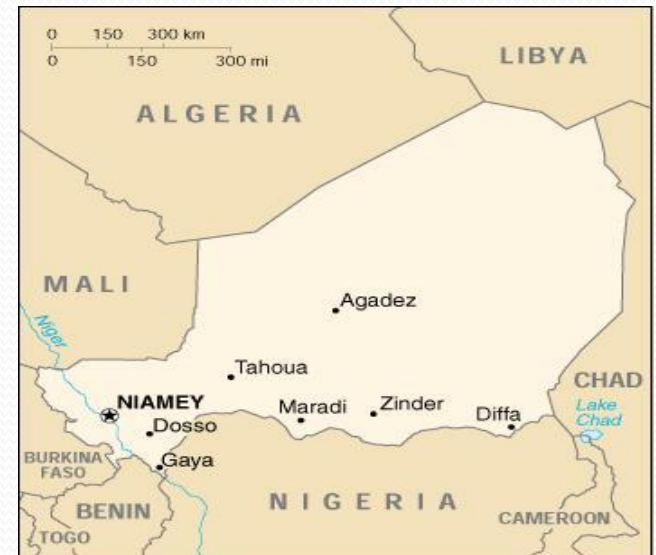 0 150 300 km
0 150 300 mi
LIBYA
ALGERIA
MALI
Niger
Agadez
Tahoua
CHAD
NIAMEY
Maradi
Zinder
Diffa
Lake
Chad
Dosso
Gaya
BURKINA
FASO
BENIN
NIGERIA
CAMEROON
TOGO